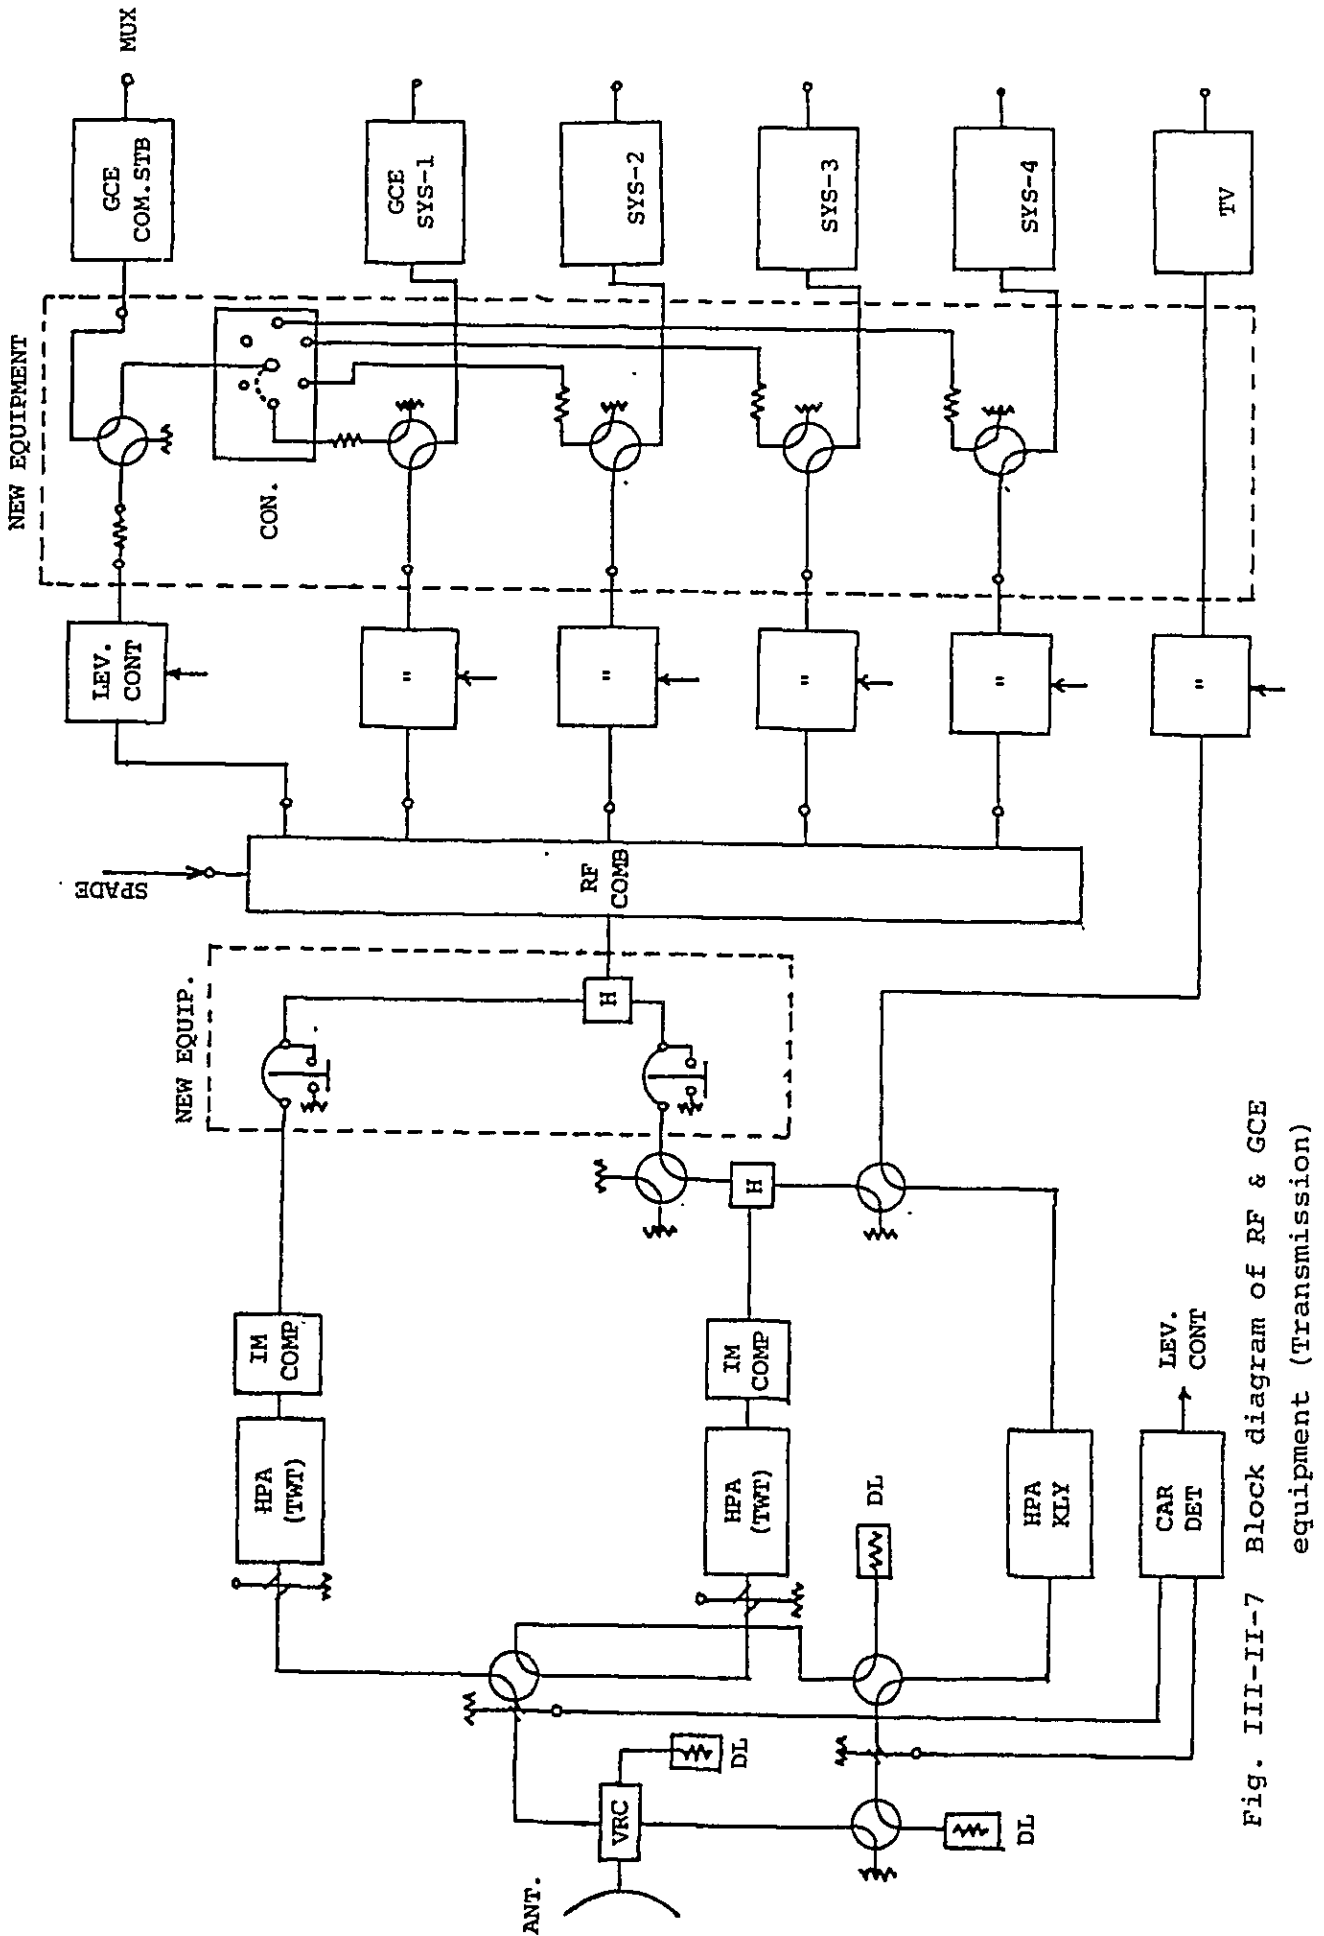 MUX
GCE
COM.STB
GCE
SYS-1
SYS-2
SYS-3
SYS-4
TV
NEW EQUIPMENT
CON.
LEV.
CONT
"
"
"
"
"
SPADE
RF
COMB
NEW EQUIP.
H
H
IM
COMP
IM
COMP
HPA
(TWT)
HPA
(TWT)
HPA
KLY
CAR
DET
LEV.
CONT
DL
DL
DL
VRC
ANT.
Fig. III-II-7 Block diagram of RF & GCE
equipment (Transmission)